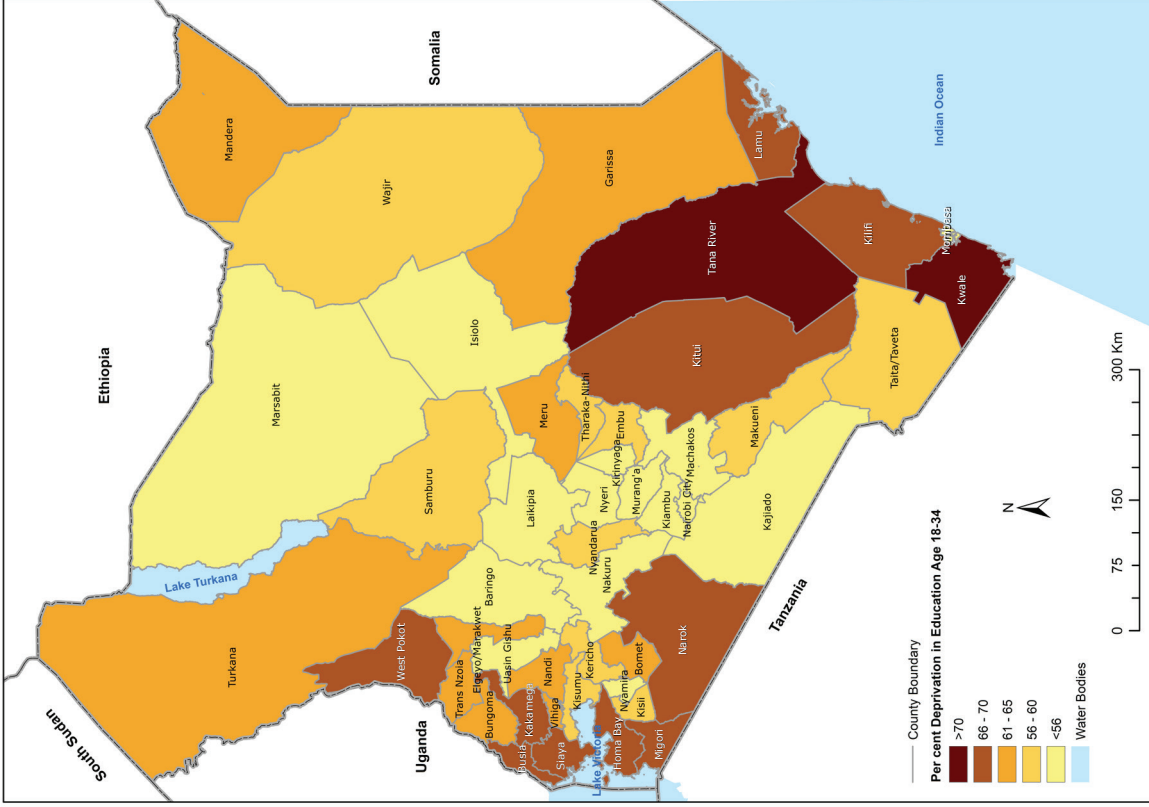 South Sudan
Ethiopia
Somalia
Uganda
Tanzania
Indian Ocean
Lake Turkana
Lake Victoria
Turkana
Marsabit
Mandera
Wajir
West Pokot
Samburu
Isiolo
Garissa
Trans Nzoia
Elgeyo/Marakwet
Baringo
Laikipia
Meru
Bungoma
Uasin Gishu
Busia
Kakamega
Nandi
Vihiga
Siaya
Kisumu
Kericho
Nakuru
Nyandarua
Nyeri
Kirinyaga
Tharaka-Nithi
Embu
Murang'a
Homa Bay
Nyamira
Kisii
Bomet
Migori
Narok
Kiambu
Nairobi City
Machakos
Kitui
Tana River
Lamu
Kajiado
Makueni
Taita/Taveta
Kilifi
Mombasa
Kwale
County Boundary
Per cent Deprivation in Education Age 18-34
>70
66 - 70
61 - 65
56 - 60
<56
Water Bodies
N
0
75
150
300 Km